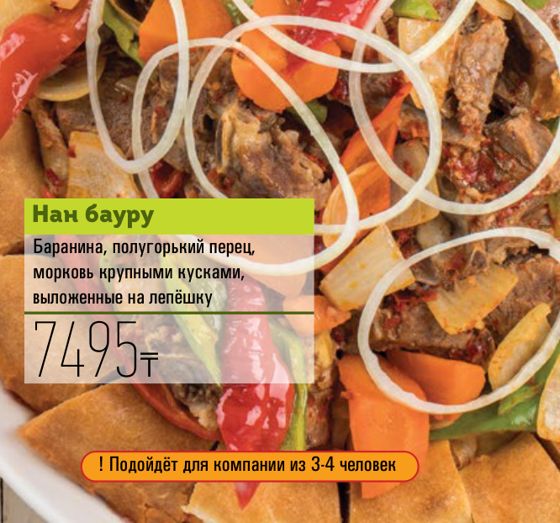 Нан бауру
Баранина, полугорький перец,
морковь крупными кусками,
выложенные на лепёшку
7495₸
! Подойдёт для компании из 3-4 человек